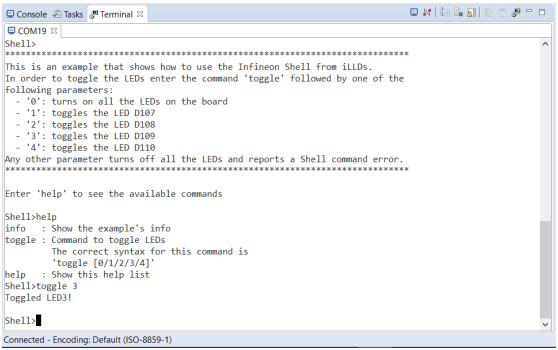 Console Tasks Terminal
COM19
Shell>
***************************************************************************
This is an example that shows how to use the Infineon Shell from iLLDs.
In order to toggle the LEDs enter the command 'toggle' followed by one of the
following parameters:
  - '0': turns on all the LEDs on the board
  - '1': toggles the LED D107
  - '2': toggles the LED D108
  - '3': toggles the LED D109
  - '4': toggles the LED D110
Any other parameter turns off all the LEDs and reports a Shell command error.
***************************************************************************
Enter 'help' to see the available commands
Shell>help
info   : Show the example's info
toggle : Command to toggle LEDs
         The correct syntax for this command is
         'toggle [0/1/2/3/4]'
help   : Show this help list
Shell>toggle 3
Toggled LED3!
Shell>
Connected - Encoding: Default (ISO-8859-1)